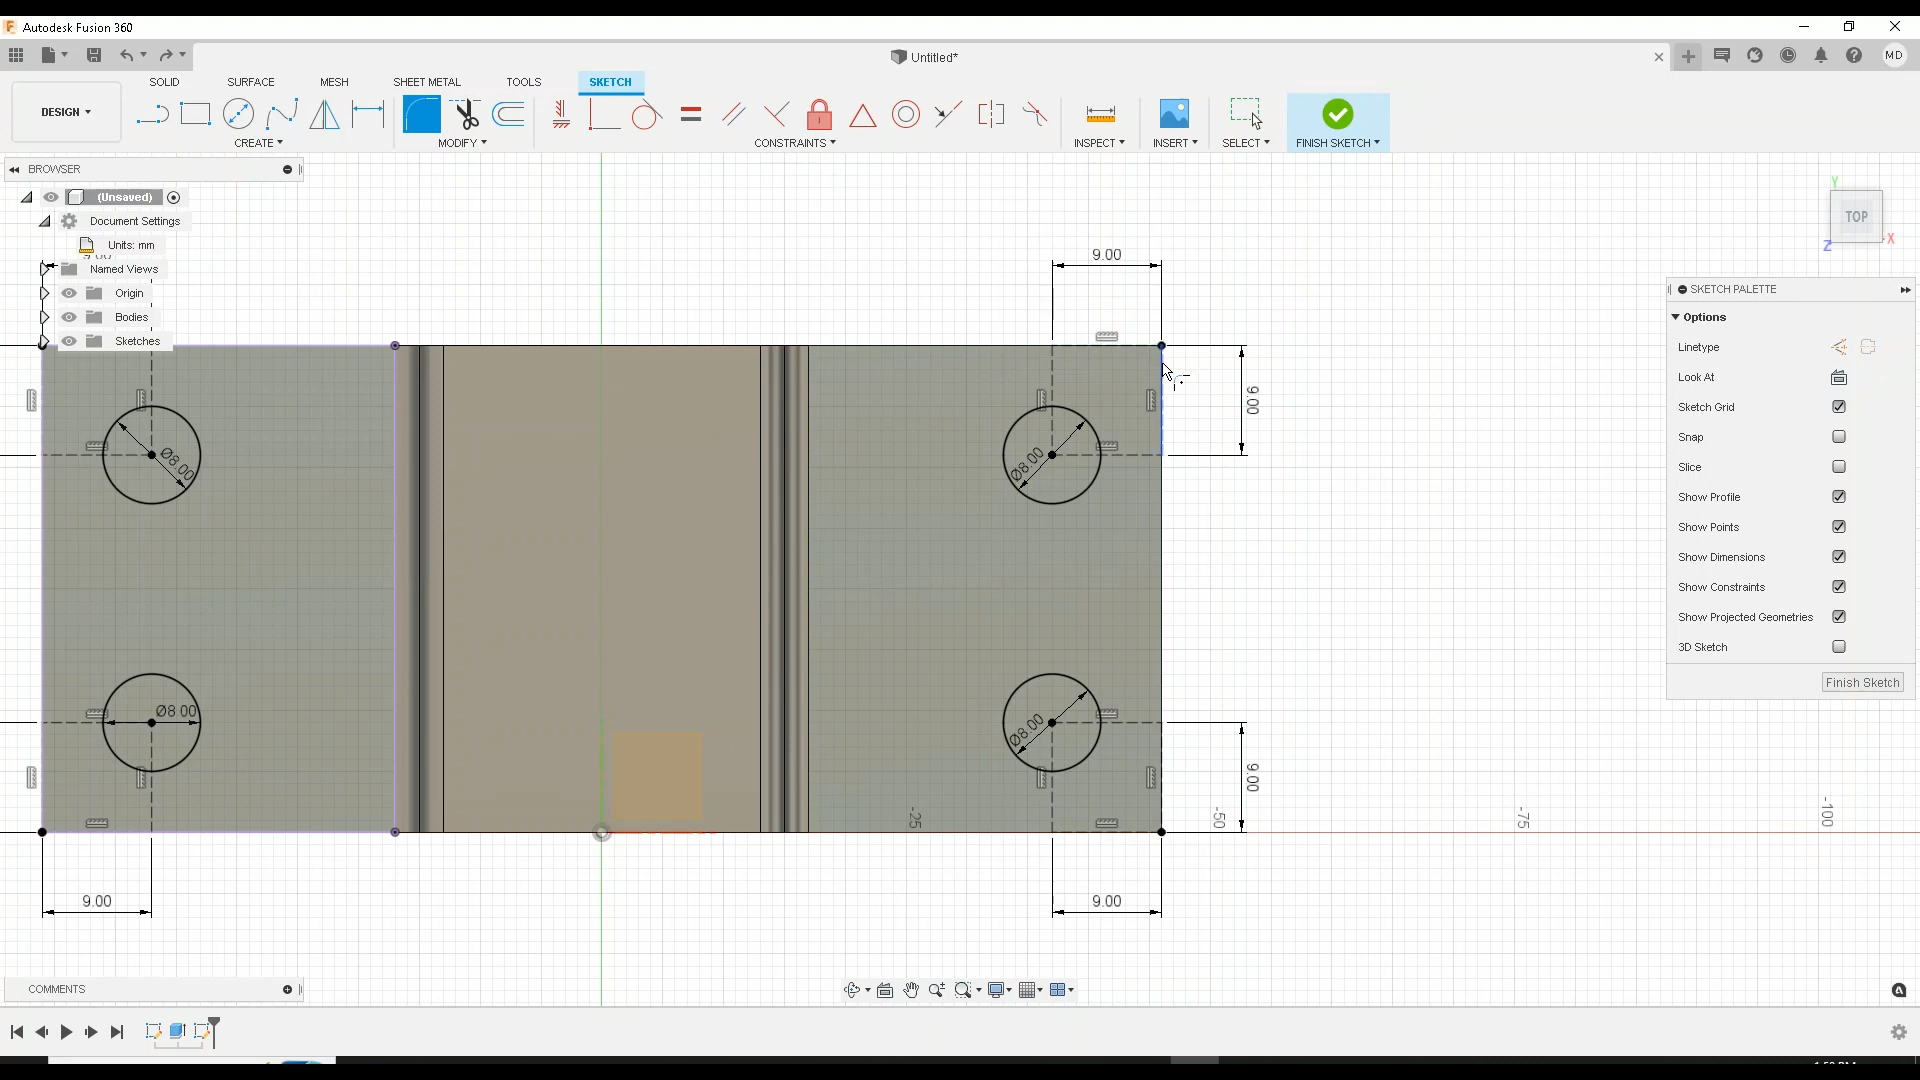 Autodesk Fusion 360
Untitled*
MD
SOLID
SURFACE
MESH
SHEET METAL
TOOLS
SKETCH
DESIGN
CREATE
MODIFY
CONSTRAINTS
INSPECT
INSERT
SELECT
FINISH SKETCH
BROWSER
(Unsaved)
Document Settings
Units: mm
Named Views
Origin
Bodies
Sketches
9.00
9.00
Y
TOP
X
Z
SKETCH PALETTE
Options
Linetype
Look At
Sketch Grid
Snap
Slice
Show Profile
Show Points
Show Dimensions
Show Constraints
Show Projected Geometries
3D Sketch
Finish Sketch
9.00
Ø8.00
Ø8.00
Ø8.00
Ø8.00
9.00
-25
-50
-75
-100
9.00
9.00
COMMENTS